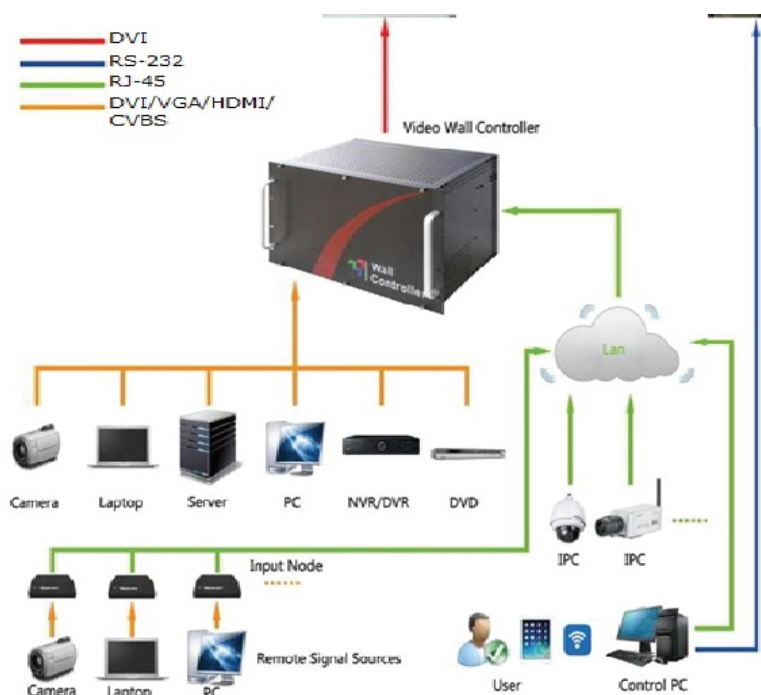 DVI
RS-232
RJ-45
DVI/VGA/HDMI/
CVBS
Video Wall Controller
Wall
Controller
Lan
Camera
Laptop
Server
PC
NVR/DVR
DVD
IPC
IPC
Input Node
Remote Signal Sources
Camera
Laptop
PC
User
Control PC